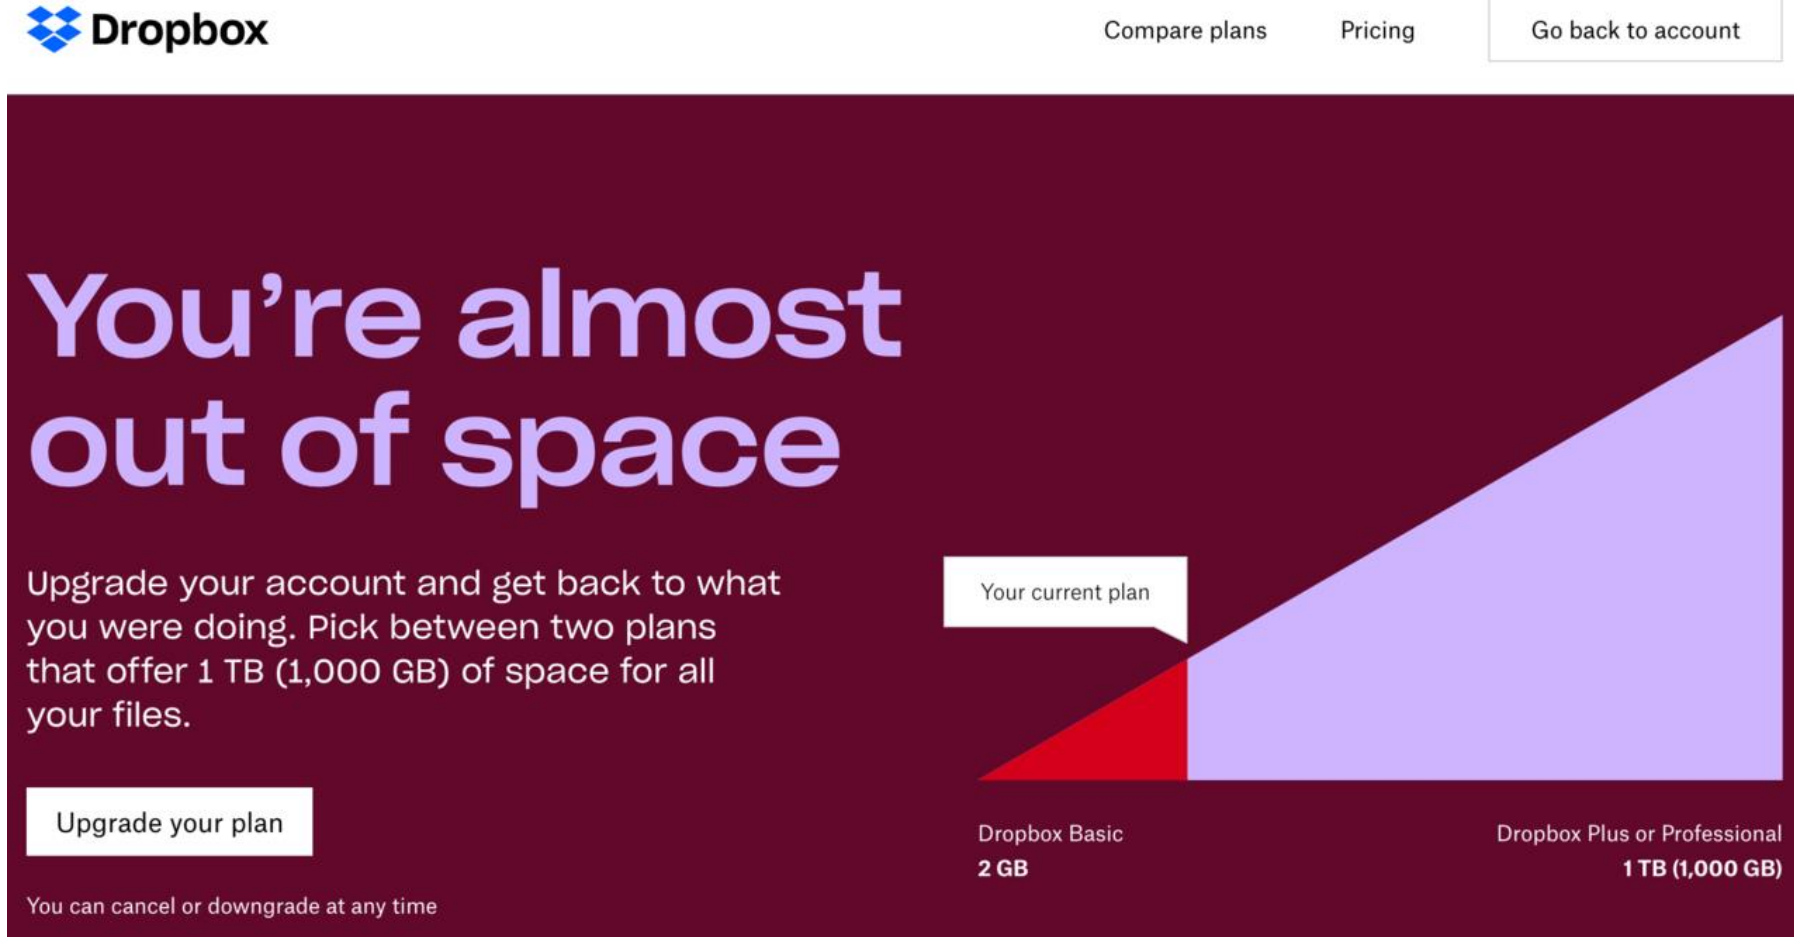 Dropbox
Compare plans
Pricing
Go back to account
You’re almost
out of space
Upgrade your account and get back to what
you were doing. Pick between two plans
that offer 1 TB (1,000 GB) of space for all
your files.
Upgrade your plan
You can cancel or downgrade at any time
Your current plan
Dropbox Basic
2 GB
Dropbox Plus or Professional
1 TB (1,000 GB)